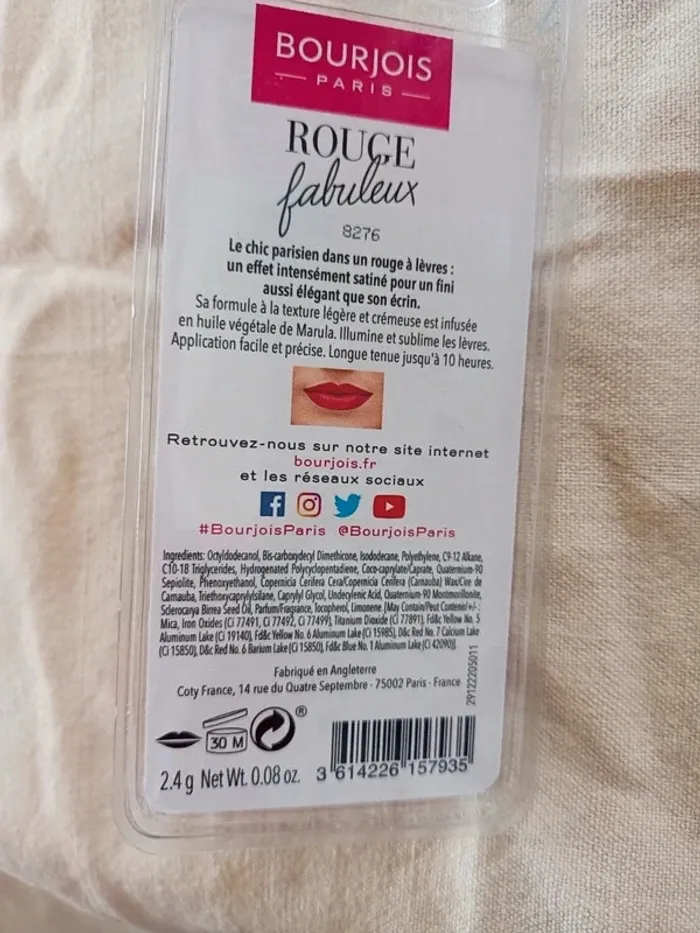 BOURJOIS
PARIS
ROUGE
fabuleux
8276
Le chic parisien dans un rouge à lèvres :
un effet intensément satiné pour un fini
aussi élégant que son écrin.
Sa formule à la texture légère et crémeuse est infusée
en huile végétale de Marula. Illumine et sublime les lèvres.
Application facile et précise. Longue tenue jusqu'à 10 heures.
Retrouvez-nous sur notre site internet
bourjois.fr
et les réseaux sociaux
#BourjoisParis @BourjoisParis
Ingredients: Octyldodecanol, Bis-carboxydecyl Dimethicone, Isododecane, Polyethylene, C9-12 Alkane,
C10-18 Triglycerides, Hydrogenated Polycyclopentadiene, Coco-caprylate/Caprate, Quaternium-90
Sepiolite, Phenoxyethanol, Copernicia Cerifera Cera/Copernicia Cerifera (Carnauba) Wax/Cire de
Carnauba, Triethoxycaprylylsilane, Caprylyl Glycol, Undecylenic Acid, Quaternium-90 Montmorillonite,
Sclerocarya Birrea Seed Oil, Parfum/Fragrance, Tocopherol, Limonene. [May Contain/Peut Contenir/+/- :
Mica, Iron Oxides (Ci 77491, Ci 77492, Ci 77499), Titanium Dioxide (Ci 77891), Fd&c Yellow No. 5
Aluminum Lake (Ci 19140), Fd&c Yellow No. 6 Aluminum Lake (Ci 15985), D&c Red No. 7 Calcium Lake
(Ci 15850), D&c Red No. 6 Barium Lake (Ci 15850), Fd&c Blue No. 1 Aluminum Lake (Ci 42090)].
Fabriqué en Angleterre
Coty France, 14 rue du Quatre Septembre - 75002 Paris - France
29122205011
30 M
®
2.4 g Net Wt. 0.08 oz.
3 614226 157935